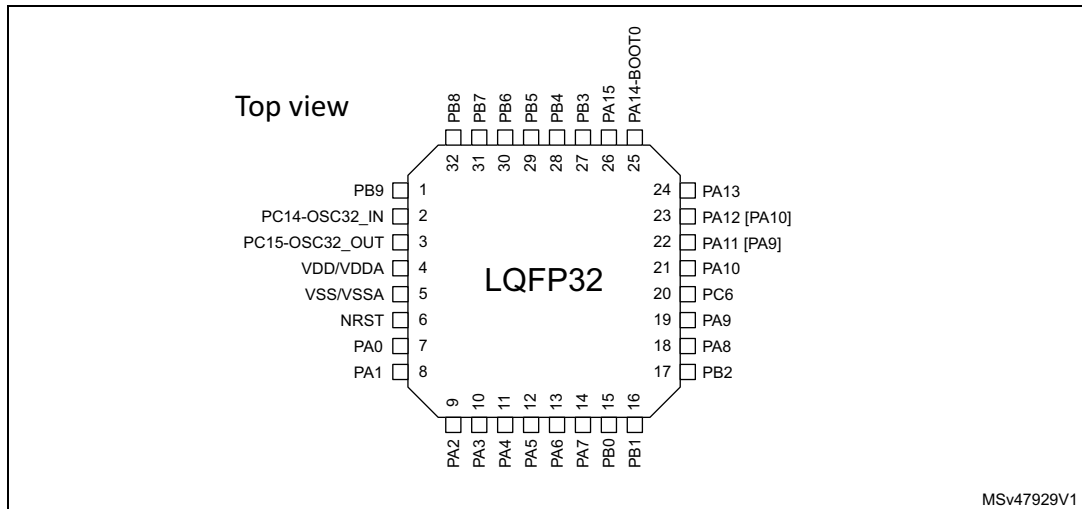 Top view
PB8
PB7
PB6
PB5
PB4
PB3
PA15
PA14-BOOT0
32
31
30
29
28
27
26
25
PB9 1
PC14-OSC32_IN 2
PC15-OSC32_OUT 3
VDD/VDDA 4
VSS/VSSA 5
NRST 6
PA0 7
PA1 8
LQFP32
24 PA13
23 PA12 [PA10]
22 PA11 [PA9]
21 PA10
20 PC6
19 PA9
18 PA8
17 PB2
9
10
11
12
13
14
15
16
PA2
PA3
PA4
PA5
PA6
PA7
PB0
PB1
MSv47929V1